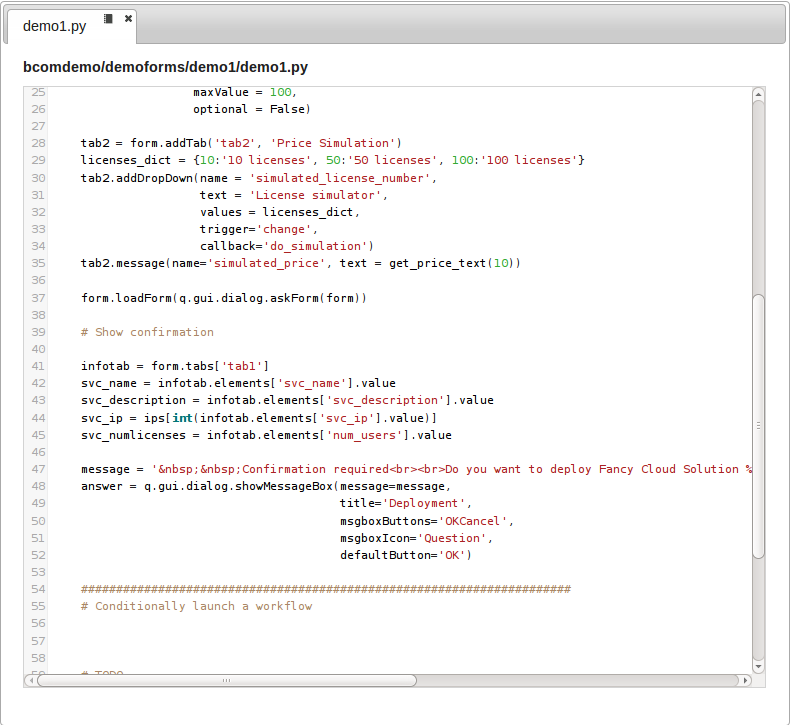 demo1.py
bcomdemo/demoforms/demo1/demo1.py
25                     maxValue = 100,
26                     optional = False)
27
28     tab2 = form.addTab('tab2', 'Price Simulation')
29     licenses_dict = {10:'10 licenses', 50:'50 licenses', 100:'100 licenses'}
30     tab2.addDropDown(name = 'simulated_license_number',
31                      text = 'License simulator',
32                      values = licenses_dict,
33                      trigger='change',
34                      callback='do_simulation')
35     tab2.message(name='simulated_price', text = get_price_text(10))
36
37     form.loadForm(q.gui.dialog.askForm(form))
38
39     # Show confirmation
40
41     infotab = form.tabs['tab1']
42     svc_name = infotab.elements['svc_name'].value
43     svc_description = infotab.elements['svc_description'].value
44     svc_ip = ips[int(infotab.elements['svc_ip'].value)]
45     svc_numlicenses = infotab.elements['num_users'].value
46
47     message = '&nbsp;&nbsp;Confirmation required<br><br>Do you want to deploy Fancy Cloud Solution %
48     answer = q.gui.dialog.showMessageBox(message=message,
49                                          title='Deployment',
50                                          msgboxButtons='OKCancel',
51                                          msgboxIcon='Question',
52                                          defaultButton='OK')
53
54     ######################################################################
55     # Conditionally launch a workflow
56
57
58
59     # TODO